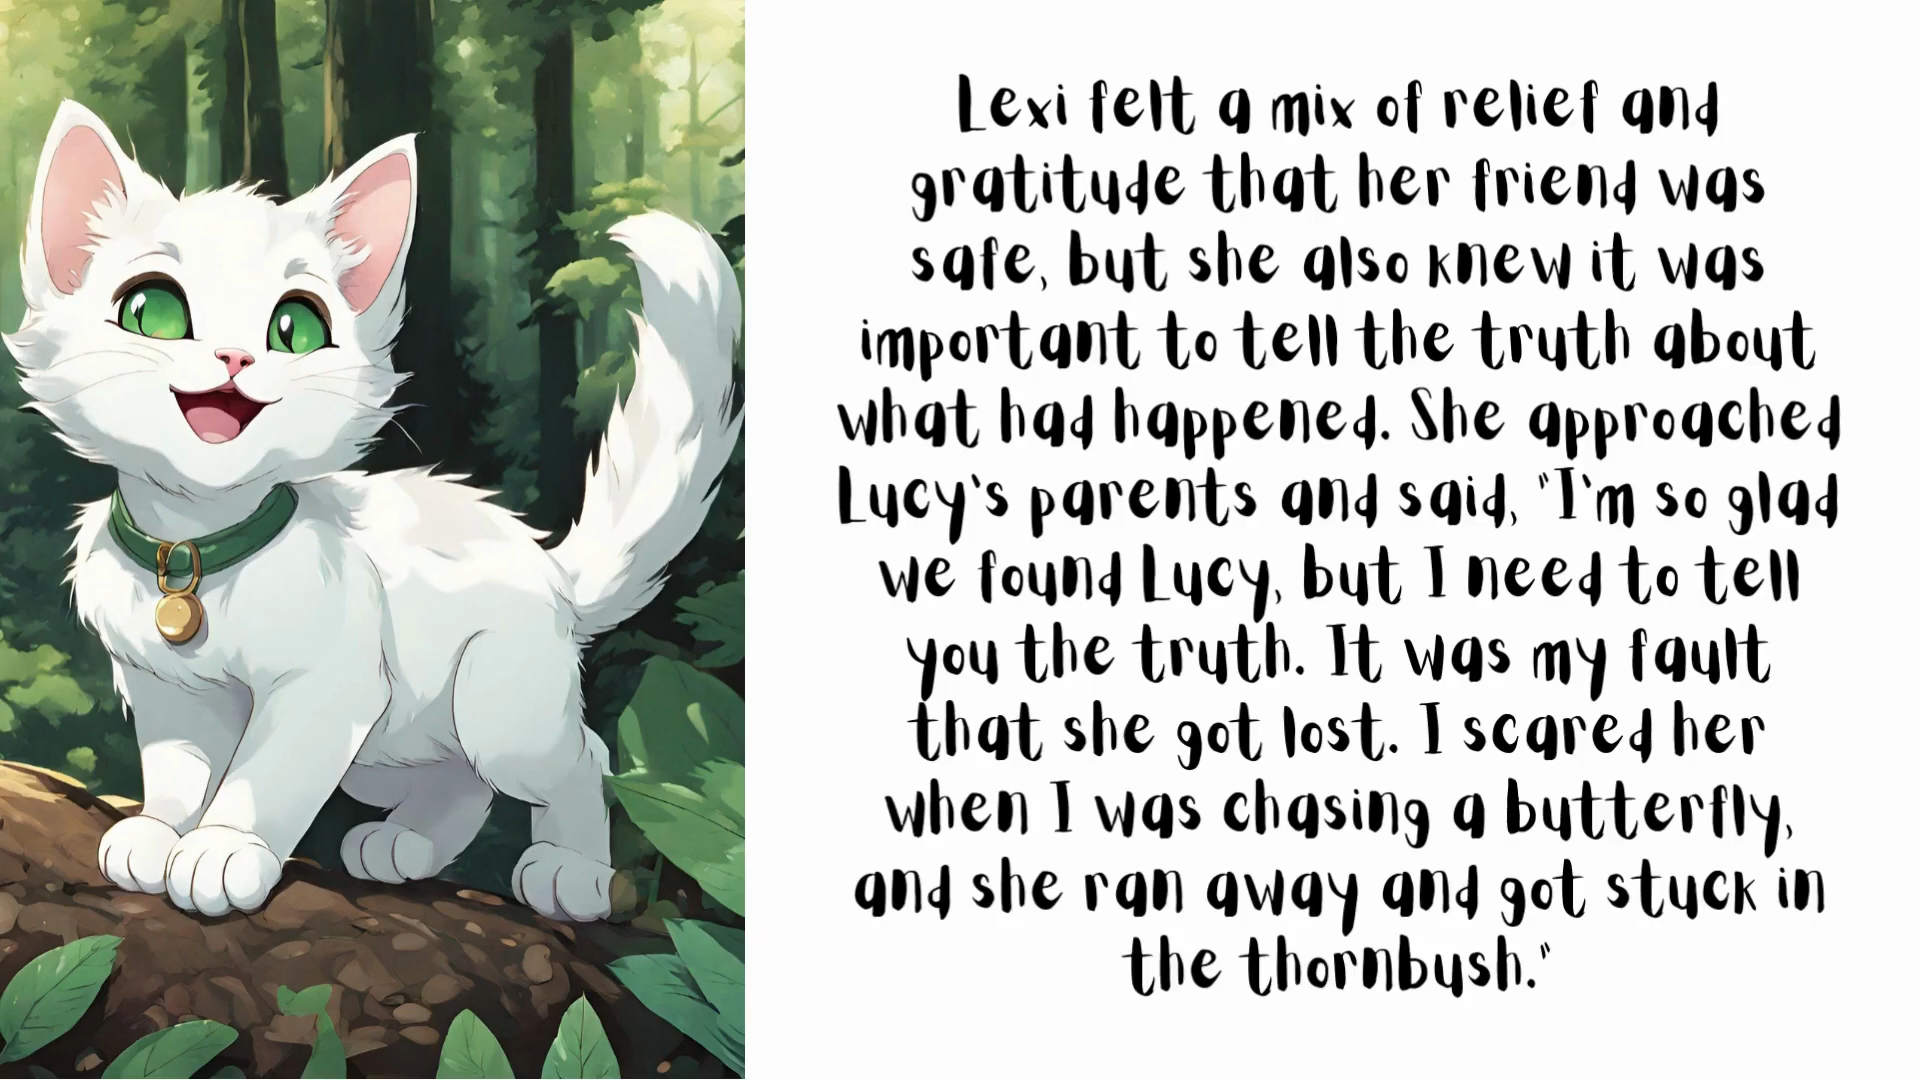 Lexi felt a mix of relief and
gratitude that her friend was
safe, but she also knew it was
important to tell the truth about
what had happened. She approached
Lucy's parents and said, "I'm so glad
we found Lucy, but I need to tell
you the truth. It was my fault
that she got lost. I scared her
when I was chasing a butterfly,
and she ran away and got stuck in
the thornbush."